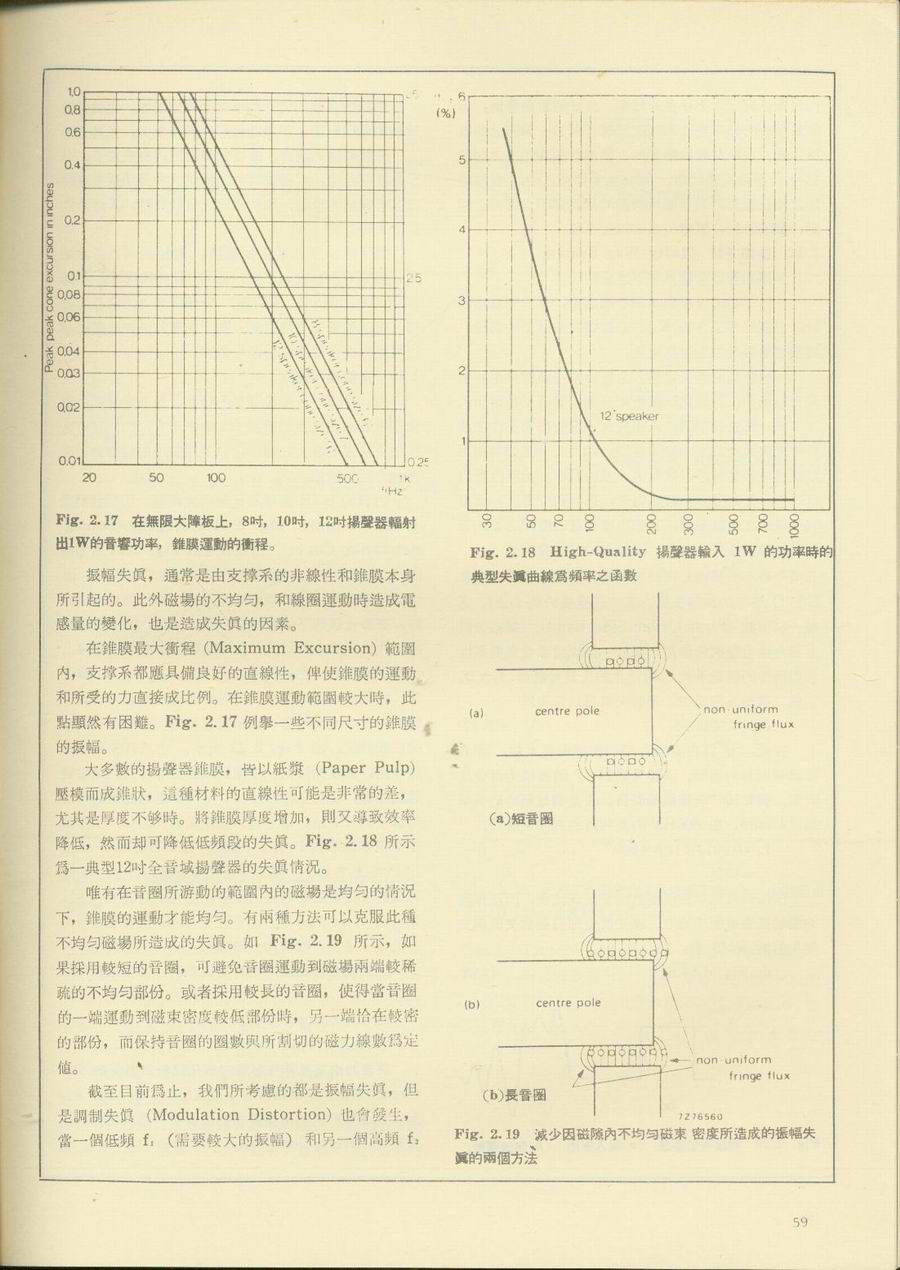 1.0
0.8
0.6
0.4
0.2
0.1
0.08
0.06
0.04
0.03
0.02
0.01
Peak peak cone excursion in inches
25
0.25
20 50 100 500 1k
Hz
Fig. 2.17 在無限大障板上，8吋，10吋，12吋揚聲器輻射
出1W的音響功率，錐膜運動的衝程。
振幅失眞，通常是由支撐系的非線性和錐膜本身
所引起的。此外磁場的不均勻，和線圈運動時造成電
感量的變化，也是造成失眞的因素。
在錐膜最大衝程 (Maximum Excursion) 範圍
內，支撐系都應具備良好的直線性，俾使錐膜的運動
和所受的力直接成比例。在錐膜運動範圍較大時，此
點顯然有困難。Fig. 2.17 例舉一些不同尺寸的錐膜
的振幅。
大多數的揚聲器錐膜，皆以紙漿 (Paper Pulp)
壓模而成錐狀，這種材料的直線性可能是非常的差，
尤其是厚度不够時。將錐膜厚度增加，則又導致效率
降低，然而却可降低低頻段的失眞。Fig. 2.18 所示
爲一典型12吋全音域揚聲器的失眞情況。
唯有在音圈所游動的範圍內的磁場是均勻的情況
下，錐膜的運動才能均勻。有兩種方法可以克服此種
不均勻磁場所造成的失眞。如 Fig. 2.19 所示，如
果採用較短的音圈，可避免音圈運動到磁場兩端較稀
疏的不均勻部份。或者採用較長的音圈，使得當音圈
的一端運動到磁束密度較低部份時，另一端恰在較密
的部份，而保持音圈的圈數與所割切的磁力線數爲定
値。
截至目前爲止，我們所考慮的都是振幅失眞，但
是調制失眞 (Modulation Distortion) 也會發生，
當一個低頻 f₁ (需要較大的振幅) 和另一個高頻 f₂
(%)
6
5
4
3
2
1
12" speaker
30 50 70 100 200 300 500 700 1000
Fig. 2.18 High-Quality 揚聲器輸入 1W 的功率時的
典型失眞曲線爲頻率之函數
(a)
centre pole
non-uniform
fringe flux
(a)短音圈
(b)
centre pole
non-uniform
fringe flux
(b)長音圈
7Z76560
Fig. 2.19 減少因磁隙內不均勻磁束密度所造成的振幅失
眞的兩個方法
59